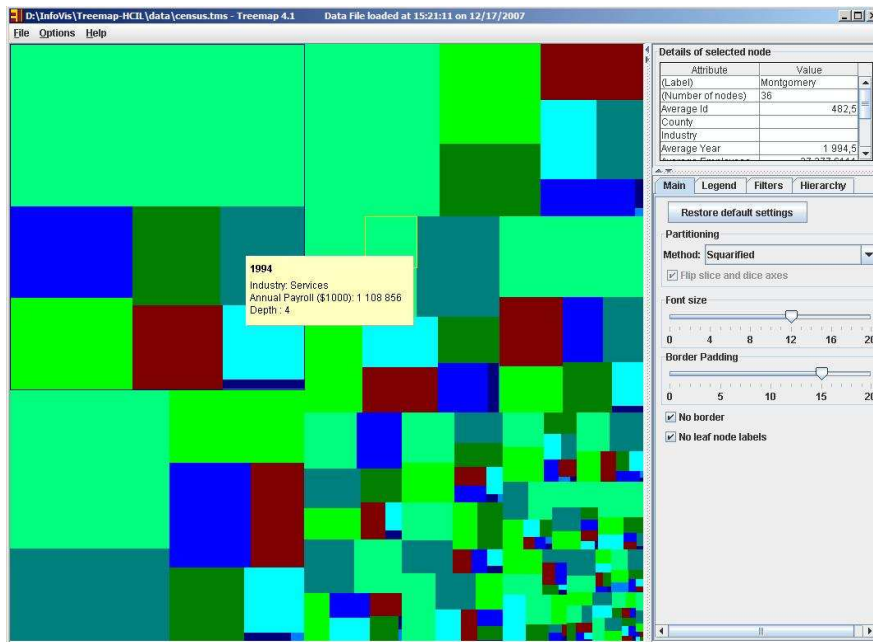 D:\InfoVis\Treemap-HCIL\data\census.tms - Treemap 4.1 Data File loaded at 15:21:11 on 12/17/2007
File Options Help
Details of selected node
Attribute Value
(Label) Montgomery
(Number of nodes) 36
Average Id 482,5
County
Industry
Average Year 1 994,5
Main Legend Filters Hierarchy
Restore default settings
Partitioning
Method: Squarified
Flip slice and dice axes
Font size
0 4 8 12 16 20
Border Padding
0 5 10 15 20
No border
No leaf node labels
1994
Industry: Services
Annual Payroll ($1000): 1 108 856
Depth : 4